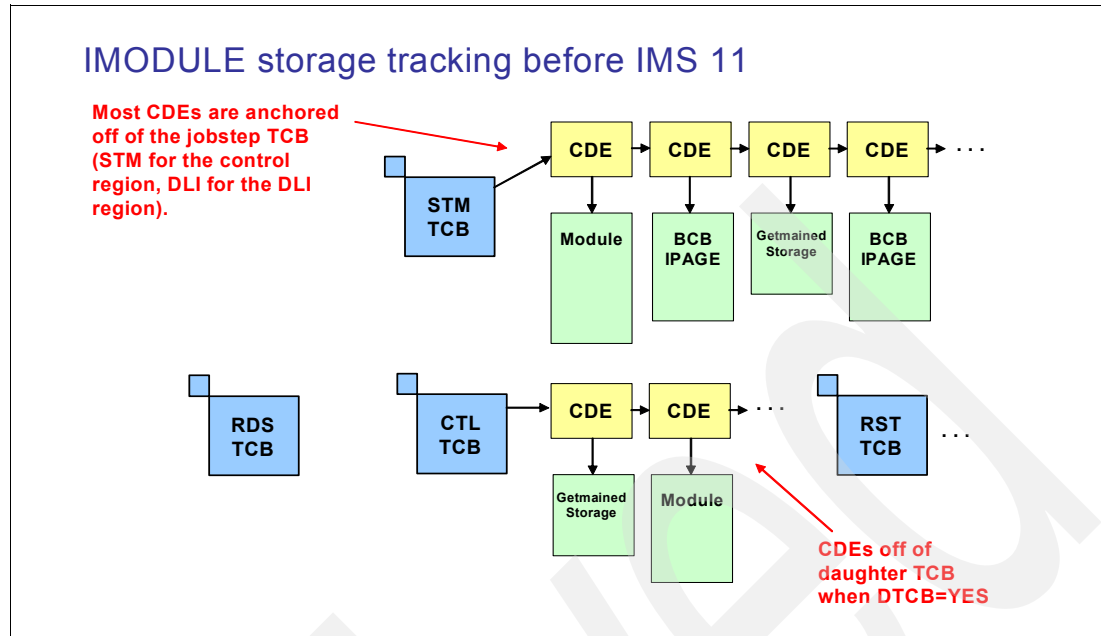 IMODULE storage tracking before IMS 11
Most CDEs are anchored
off of the jobstep TCB
(STM for the control
region, DLI for the DLI
region).
CDE
CDE
CDE
CDE
. . .
STM
TCB
Module
BCB
IPAGE
Getmained
Storage
BCB
IPAGE
RDS
TCB
CTL
TCB
CDE
CDE
. . .
RST
TCB
. . .
Getmained
Storage
Module
CDEs off of
daughter TCB
when DTCB=YES